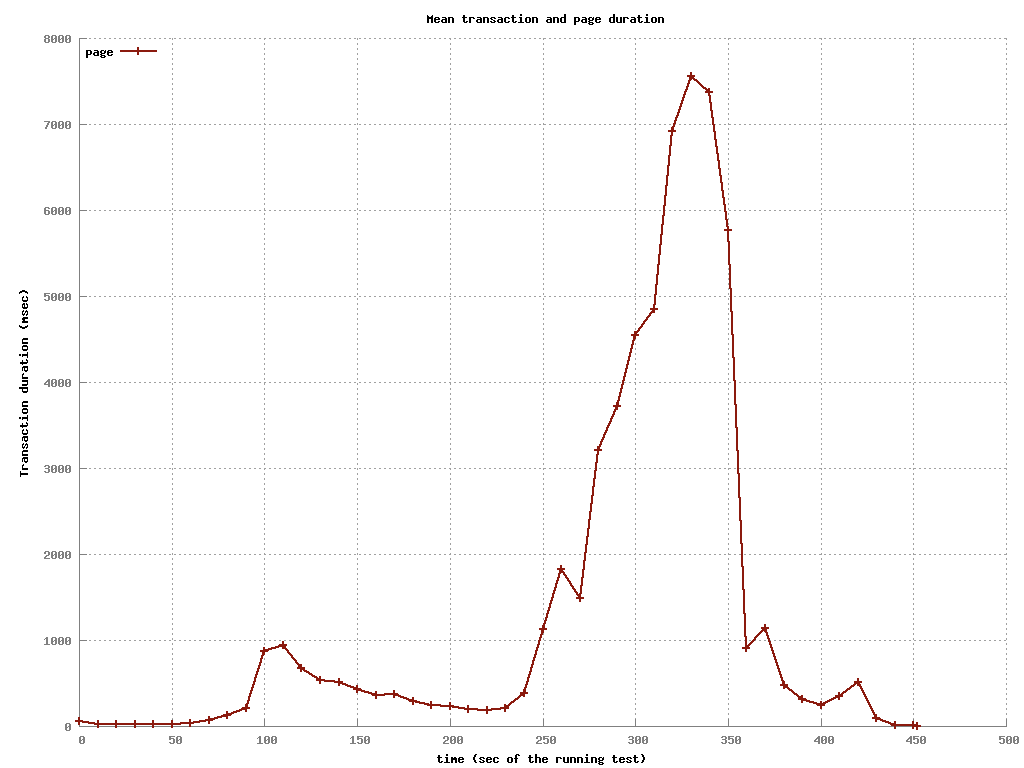 Mean transaction and page duration
page
8000
7000
6000
5000
4000
3000
2000
1000
0
Transaction duration (msec)
0 50 100 150 200 250 300 350 400 450 500
time (sec of the running test)